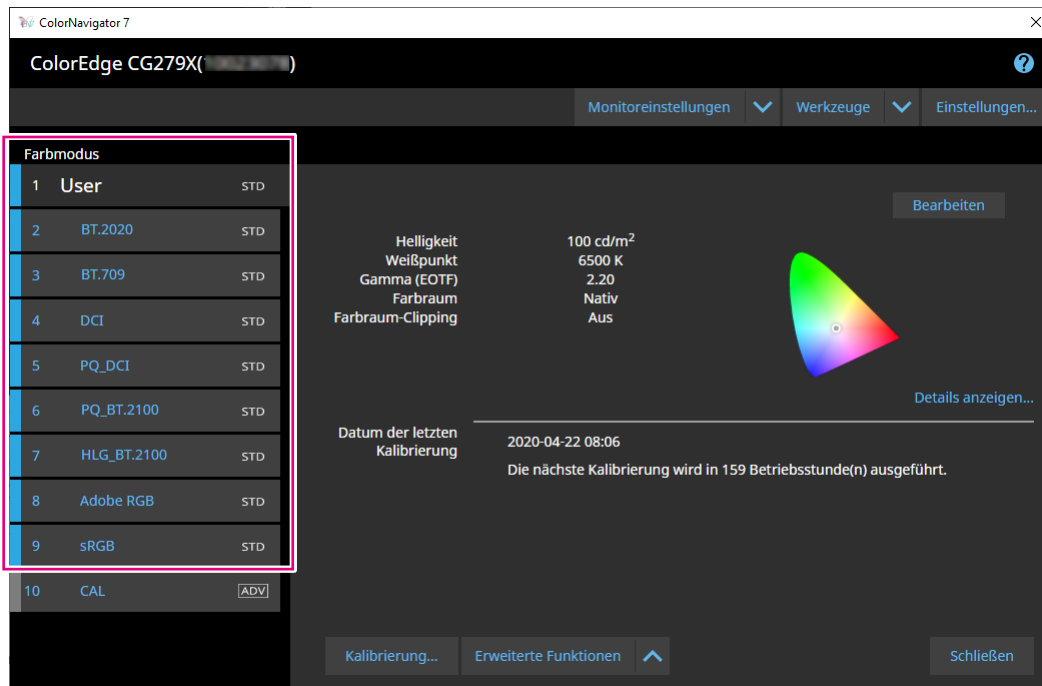 ColorNavigator 7
ColorEdge CG279X( )
Monitoreinstellungen
Werkzeuge
Einstellungen...
Farbmodus
1 User STD
2 BT.2020 STD
3 BT.709 STD
4 DCI STD
5 PQ_DCI STD
6 PQ_BT.2100 STD
7 HLG_BT.2100 STD
8 Adobe RGB STD
9 sRGB STD
10 CAL ADV
Bearbeiten
Helligkeit 100 cd/m²
Weißpunkt 6500 K
Gamma (EOTF) 2.20
Farbraum Nativ
Farbraum-Clipping Aus
Details anzeigen...
Datum der letzten
Kalibrierung
2020-04-22 08:06
Die nächste Kalibrierung wird in 159 Betriebsstunde(n) ausgeführt.
Kalibrierung...
Erweiterte Funktionen
Schließen